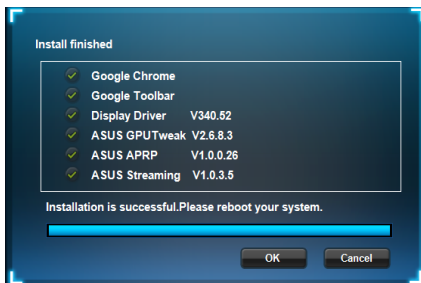 Install finished
Google Chrome
Google Toolbar
Display Driver V340.52
ASUS GPUTweak V2.6.8.3
ASUS APRP V1.0.0.26
ASUS Streaming V1.0.3.5
Installation is successful.Please reboot your system.
OK Cancel